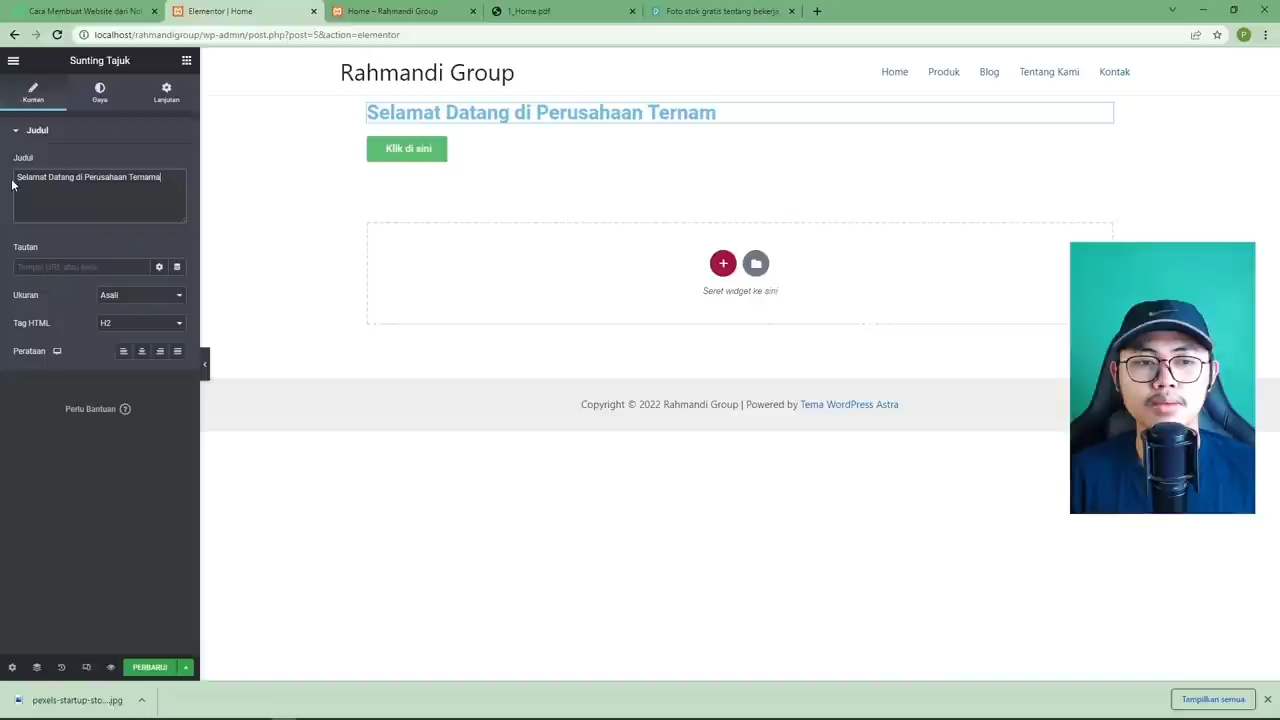 Cara Membuat Website dari Nol
Elementor | Home
Home – Rahmandi Group
1_Home.pdf
Foto stok gratis tentang bekerja
localhost/rahmandigroup/wp-admin/post.php?post=5&action=elementor
P
Sunting Tajuk
Konten
Gaya
Lanjutan
Judul
Judul
Selamat Datang di Perusahaan Ternama
Tautan
Tempel URL atau ketik
Ukuran
Asali
Tag HTML
H2
Perataan
Perlu Bantuan ?
PERBARUI
Rahmandi Group
Home
Produk
Blog
Tentang Kami
Kontak
Selamat Datang di Perusahaan Ternam
Klik di sini
Seret widget ke sini
Copyright © 2022 Rahmandi Group | Powered by Tema WordPress Astra
pexels-startup-sto....jpg
Tampilkan semua